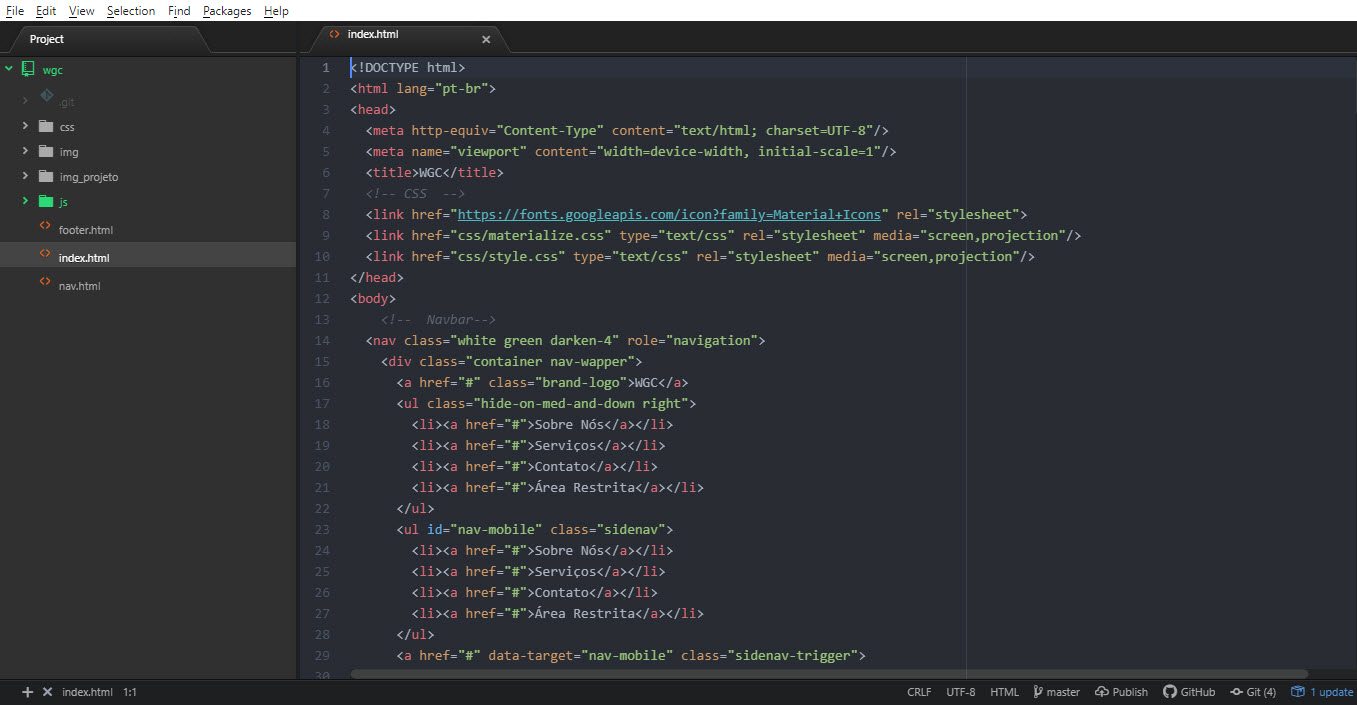 File Edit View Selection Find Packages Help
Project
wgc
.git
css
img
img_projeto
js
footer.html
index.html
nav.html
index.html
1 <!DOCTYPE html>
2 <html lang="pt-br">
3 <head>
4 <meta http-equiv="Content-Type" content="text/html; charset=UTF-8"/>
5 <meta name="viewport" content="width=device-width, initial-scale=1"/>
6 <title>WGC</title>
7 <!-- CSS  -->
8 <link href="https://fonts.googleapis.com/icon?family=Material+Icons" rel="stylesheet">
9 <link href="css/materialize.css" type="text/css" rel="stylesheet" media="screen,projection"/>
10 <link href="css/style.css" type="text/css" rel="stylesheet" media="screen,projection"/>
11 </head>
12 <body>
13 <!--  Navbar-->
14 <nav class="white green darken-4" role="navigation">
15 <div class="container nav-wapper">
16 <a href="#" class="brand-logo">WGC</a>
17 <ul class="hide-on-med-and-down right">
18 <li><a href="#">Sobre Nós</a></li>
19 <li><a href="#">Serviços</a></li>
20 <li><a href="#">Contato</a></li>
21 <li><a href="#">Área Restrita</a></li>
22 </ul>
23 <ul id="nav-mobile" class="sidenav">
24 <li><a href="#">Sobre Nós</a></li>
25 <li><a href="#">Serviços</a></li>
26 <li><a href="#">Contato</a></li>
27 <li><a href="#">Área Restrita</a></li>
28 </ul>
29 <a href="#" data-target="nav-mobile" class="sidenav-trigger">
30
index.html 1:1 CRLF UTF-8 HTML master Publish GitHub Git (4) 1 update